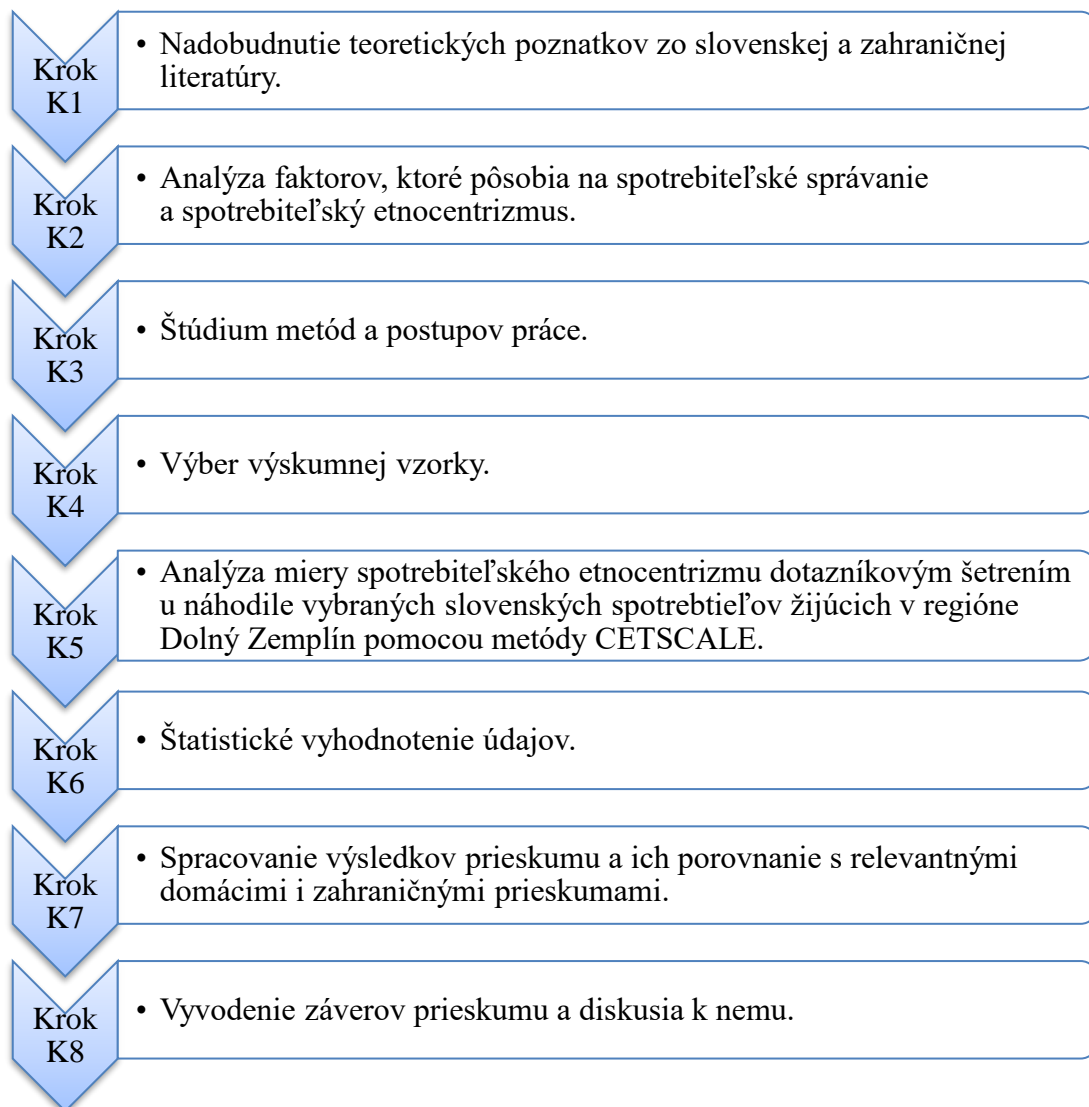 Krok
K1
• Nadobudnutie teoretických poznatkov zo slovenskej a zahraničnej
literatúry.
Krok
K2
• Analýza faktorov, ktoré pôsobia na spotrebiteľské správanie
a spotrebiteľský etnocentrizmus.
Krok
K3
• Štúdium metód a postupov práce.
Krok
K4
• Výber výskumnej vzorky.
Krok
K5
• Analýza miery spotrebiteľského etnocentrizmu dotazníkovým šetrením
u náhodile vybraných slovenských spotrebtieľov žijúcich v regióne
Dolný Zemplín pomocou metódy CETSCALE.
Krok
K6
• Štatistické vyhodnotenie údajov.
Krok
K7
• Spracovanie výsledkov prieskumu a ich porovnanie s relevantnými
domácimi i zahraničnými prieskumami.
Krok
K8
• Vyvodenie záverov prieskumu a diskusia k nemu.